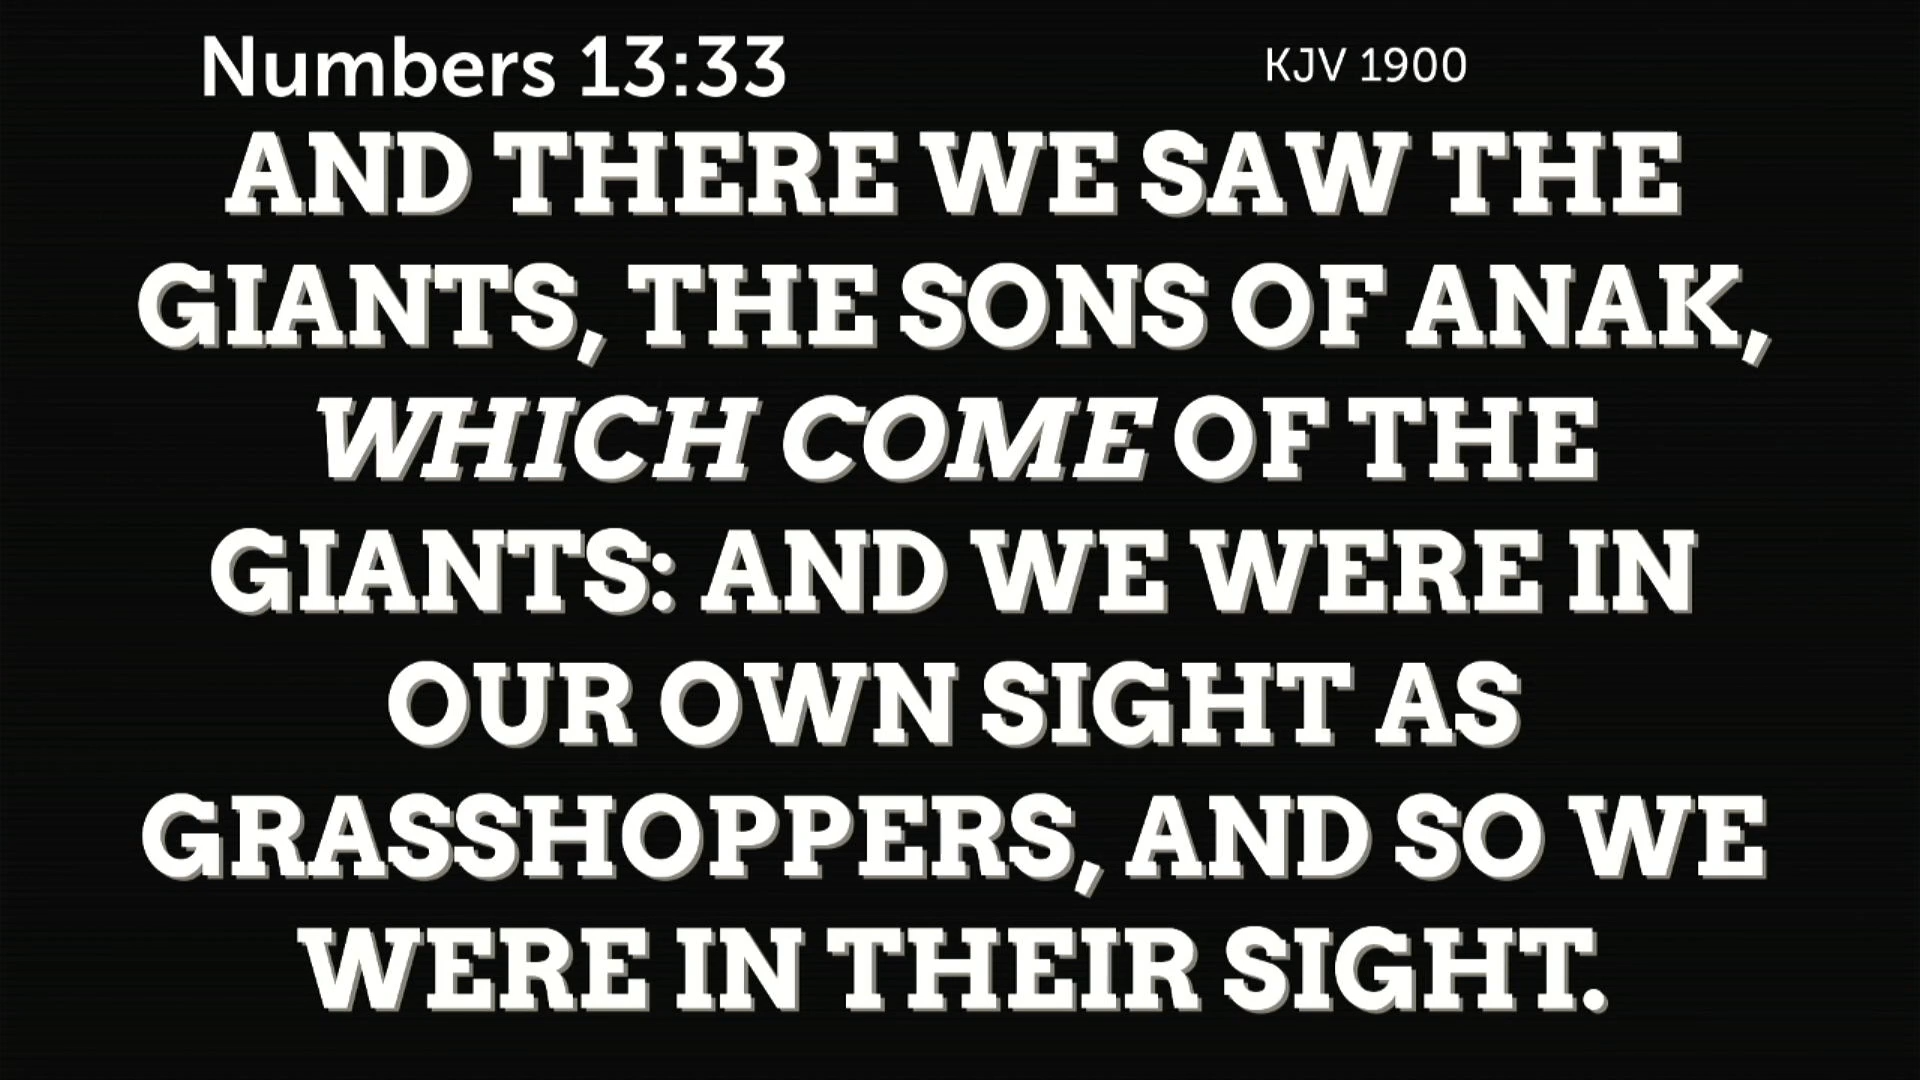 Numbers 13:33 KJV 1900
AND THERE WE SAW THE
GIANTS, THE SONS OF ANAK,
WHICH COME OF THE
GIANTS: AND WE WERE IN
OUR OWN SIGHT AS
GRASSHOPPERS, AND SO WE
WERE IN THEIR SIGHT.